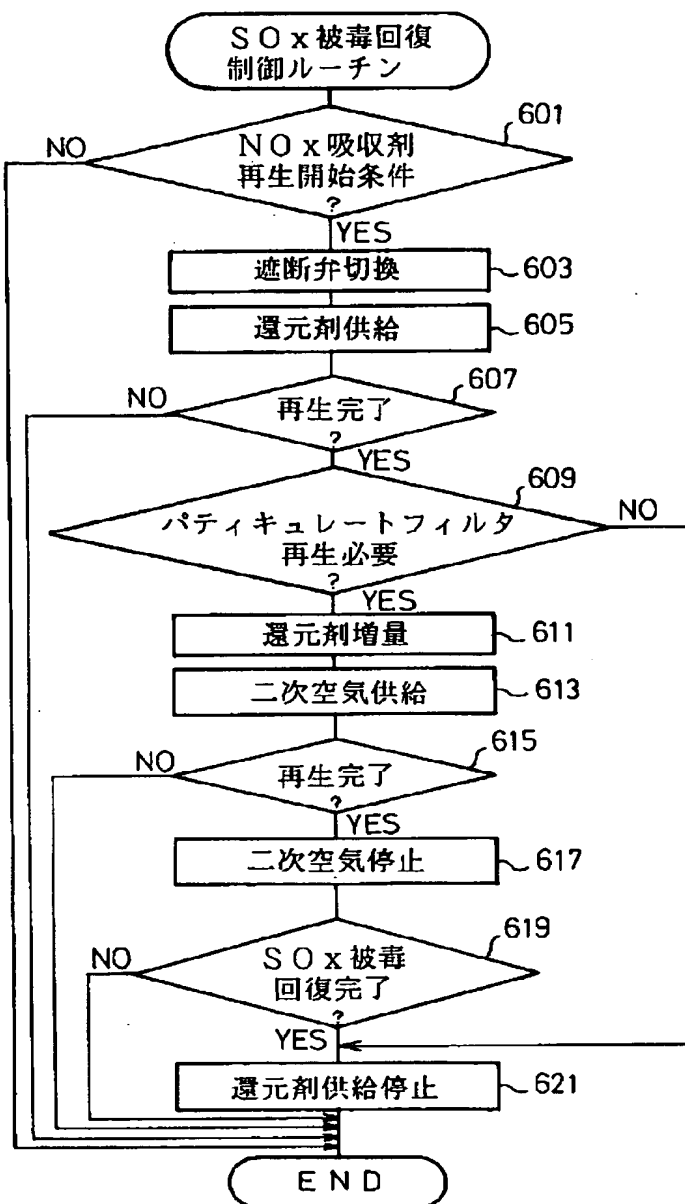 SOx被毒回復
制御ルーチン
601
NO
NOx吸収剤
再生開始条件
?
YES
遮断弁切換
603
還元剤供給
605
607
NO
再生完了
?
YES
609
NO
パティキュレートフィルタ
再生必要
?
YES
還元剤増量
611
二次空気供給
613
615
NO
再生完了
?
YES
二次空気停止
617
619
NO
SOx被毒
回復完了
?
YES
還元剤供給停止
621
END